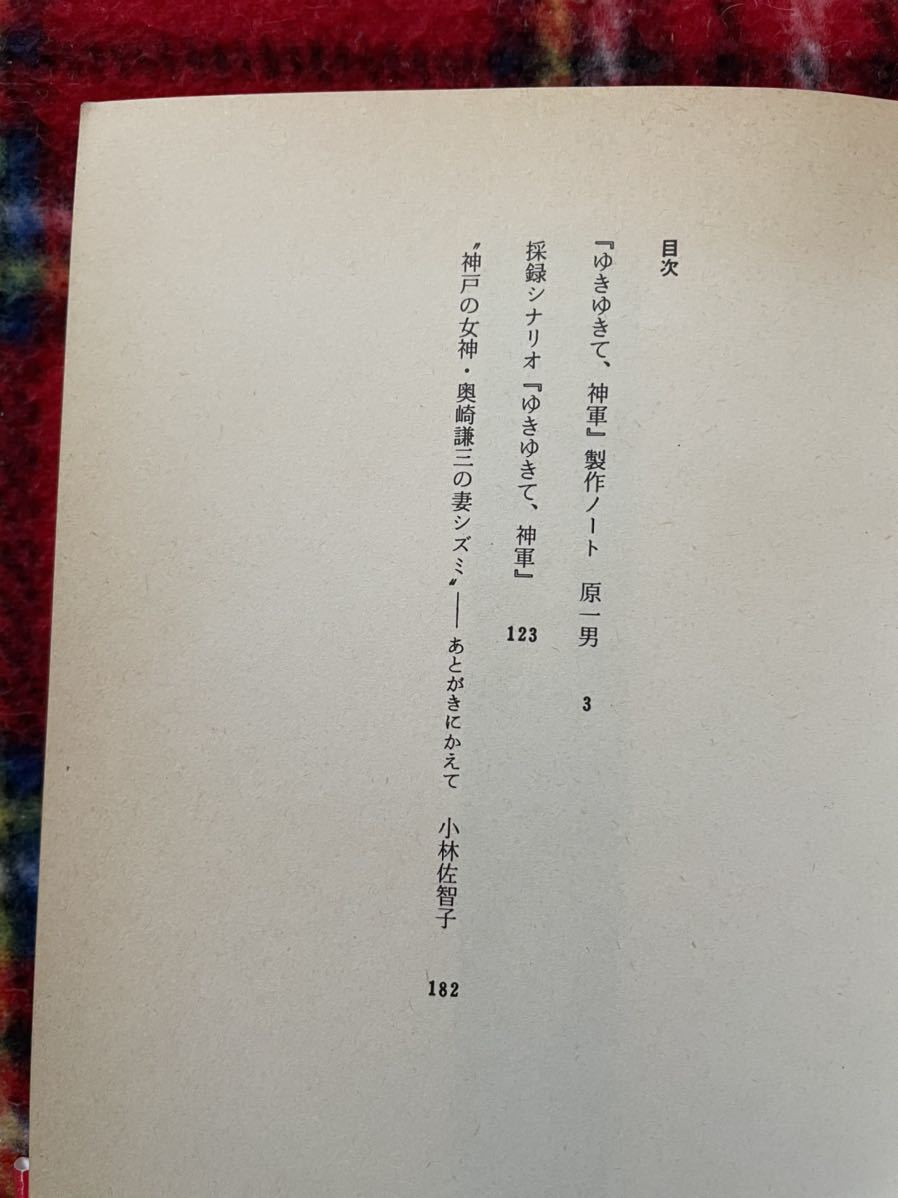 目次
『ゆきゆきて、神軍』製作ノート　原一男　3
採録シナリオ『ゆきゆきて、神軍』　123
〝神戸の女神・奥崎謙三の妻シズミ〟――あとがきにかえて　小林佐智子　182